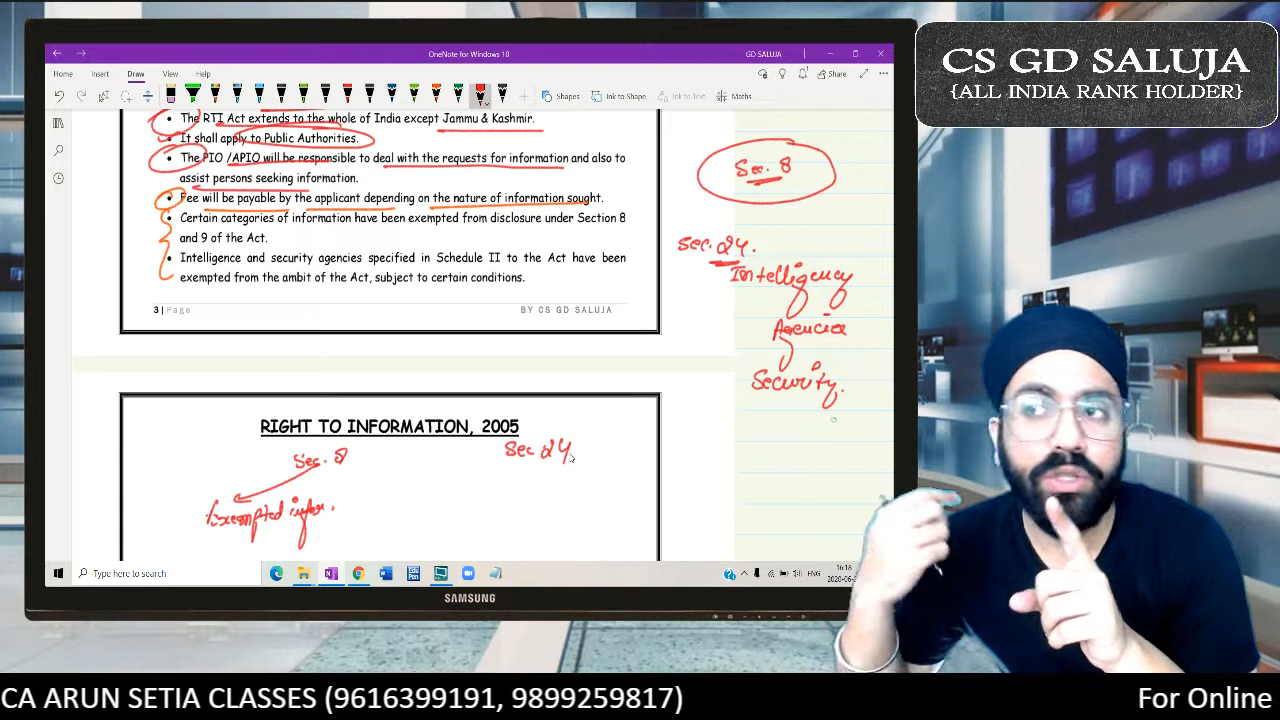 CS GD SALUJA
{ALL INDIA RANK HOLDER}
OneNote for Windows 10
GD SALUJA
Home Insert Draw View Help
Share
Shapes Ink to Shape Ink to Text Maths
The RTI Act extends to the whole of India except Jammu & Kashmir.
It shall apply to Public Authorities.
The PIO /APIO will be responsible to deal with the requests for information and also to
assist persons seeking information.
Fee will be payable by the applicant depending on the nature of information sought.
Certain categories of information have been exempted from disclosure under Section 8
and 9 of the Act.
Intelligence and security agencies specified in Schedule II to the Act have been
exempted from the ambit of the Act, subject to certain conditions.
3 | Page BY CS GD SALUJA
Sec. 8
Sec. 24.
Intelligency
Agencies
Security.
RIGHT TO INFORMATION, 2005
Sec. 8
Sec 24
Exempted infor.
Type here to search
ENG
16:18
2020-06-
SAMSUNG
CA ARUN SETIA CLASSES (9616399191, 9899259817)
For Online